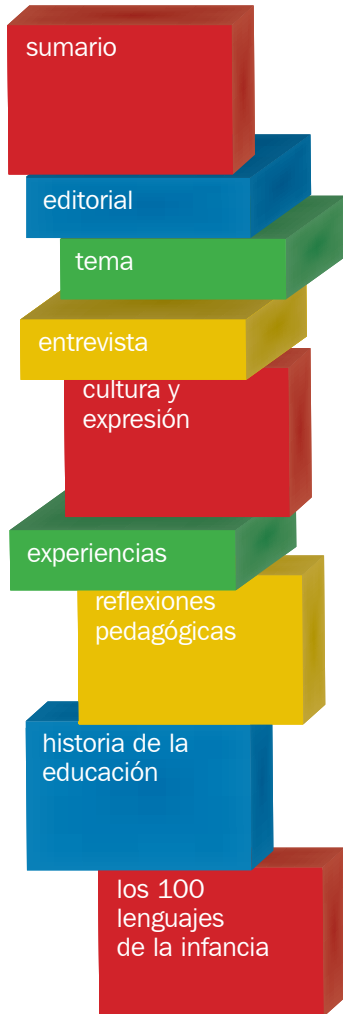 sumario
editorial
tema
entrevista
cultura y
expresión
experiencias
reflexiones
pedagógicas
historia de la
educación
los 100
lenguajes
de la infancia